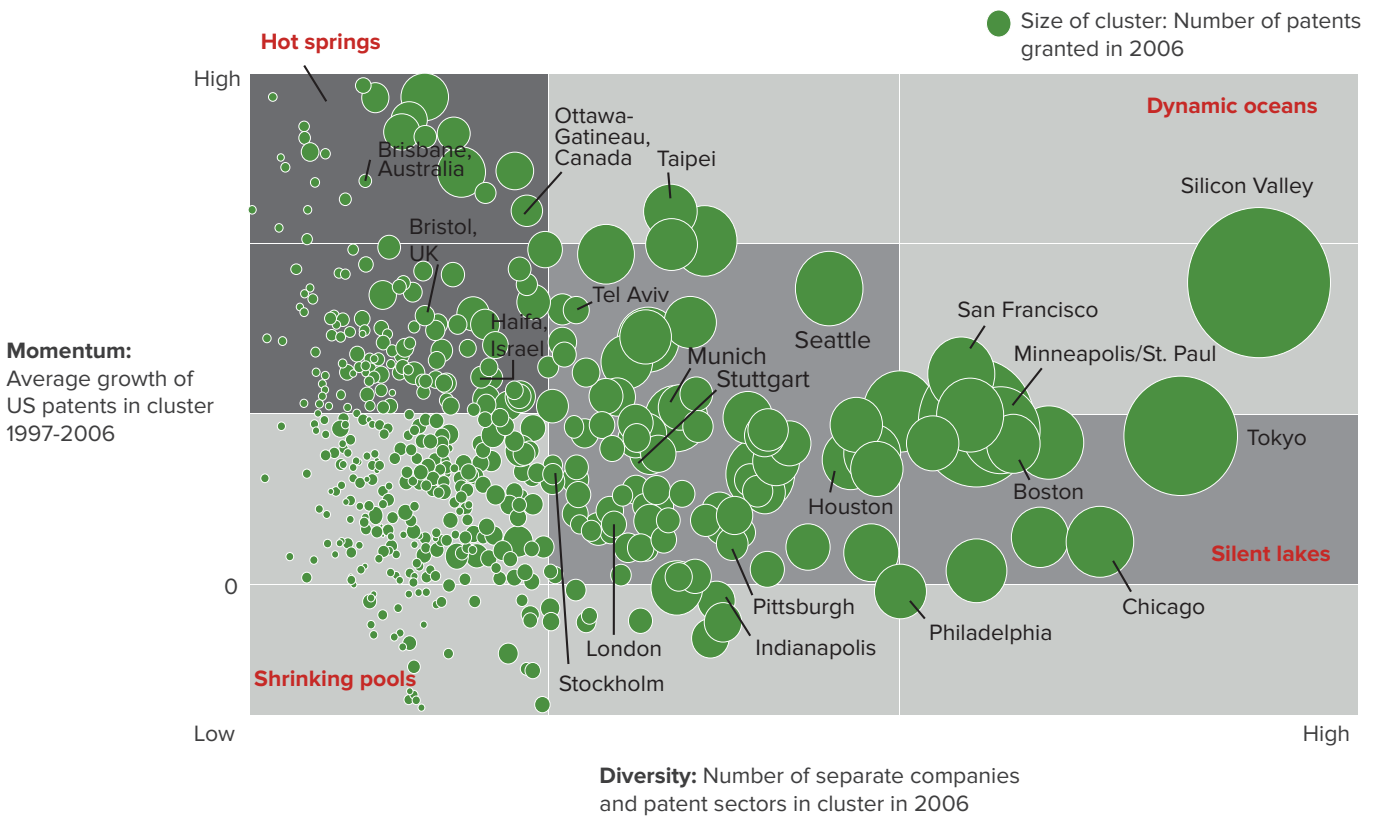 Size of cluster: Number of patents
granted in 2006
Hot springs
High
Dynamic oceans
Ottawa-
Gatineau,
Canada
Taipei
Brisbane,
Australia
Silicon Valley
Bristol,
UK
Tel Aviv
Haifa,
Israel
San Francisco
Seattle
Minneapolis/St. Paul
Munich
Stuttgart
Momentum:
Average growth of
US patents in cluster
1997-2006
Tokyo
Boston
Houston
Silent lakes
0
Pittsburgh
Chicago
Philadelphia
London
Indianapolis
Shrinking pools
Stockholm
Low
High
Diversity: Number of separate companies
and patent sectors in cluster in 2006